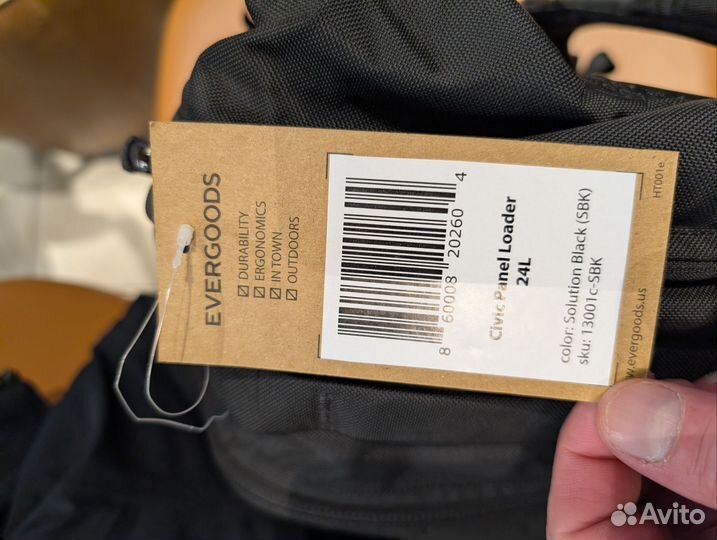 EVERGOODS
☑ DURABILITY
☑ ERGONOMICS
☑ IN TOWN
☑ OUTDOORS
8 60008 20260 4
Civic Panel Loader
24L
color: Solution Black (SBK)
sku: 13001c-SBK
www.evergoods.us
HT001e
Avito